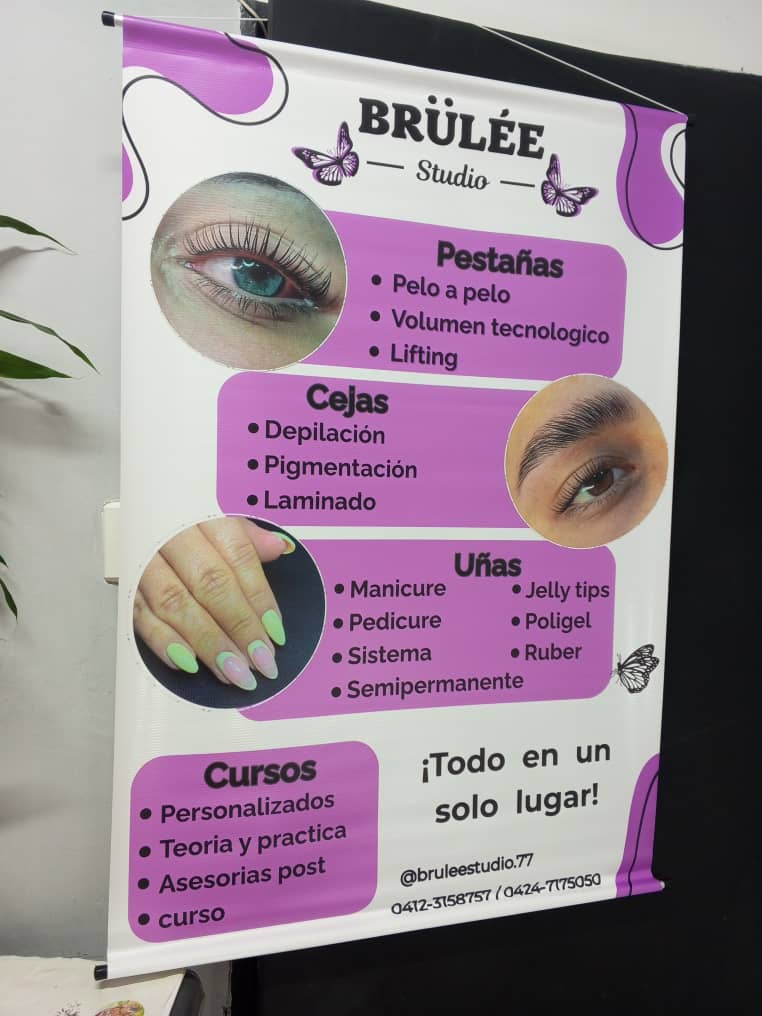 BRÜLÉE
Studio
Pestañas
• Pelo a pelo
• Volumen tecnologico
• Lifting
Cejas
• Depilación
• Pigmentación
• Laminado
Uñas
• Manicure
• Pedicure
• Sistema
• Semipermanente
• Jelly tips
• Poligel
• Ruber
Cursos
• Personalizados
• Teoria y practica
• Asesorias post
• curso
¡Todo en un
solo lugar!
@bruleestudio.77
0412-3158757 / 0424-7175050